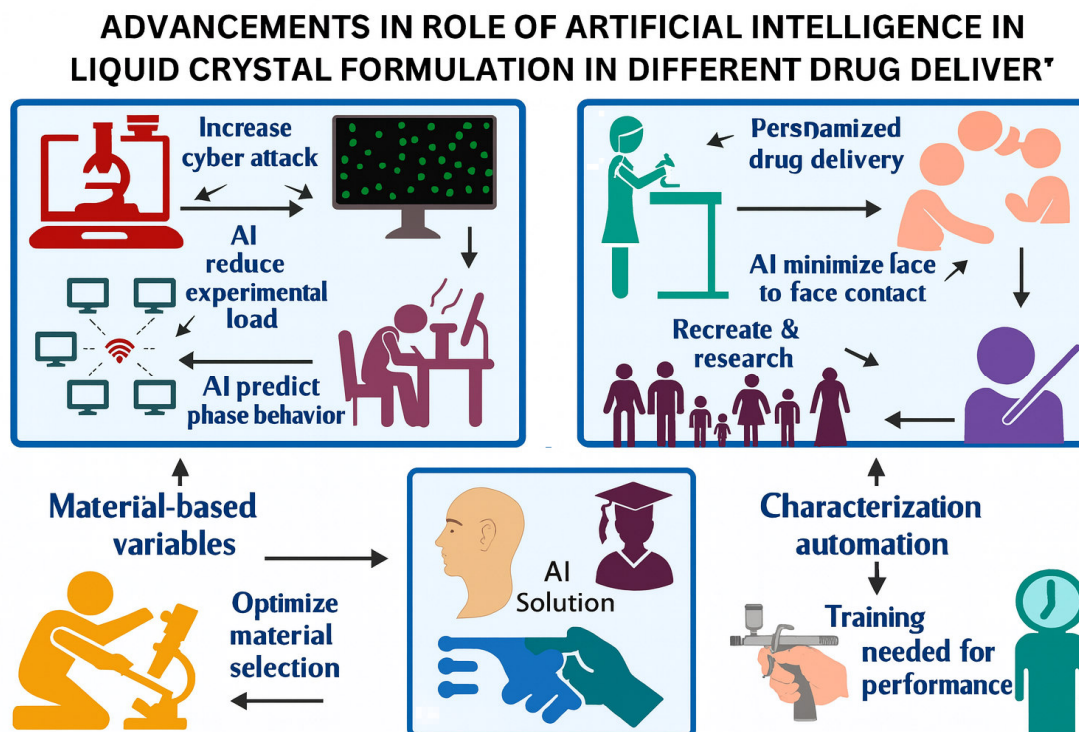 ADVANCEMENTS IN ROLE OF ARTIFICIAL INTELLIGENCE IN
LIQUID CRYSTAL FORMULATION IN DIFFERENT DRUG DELIVER
Increase
cyber attack
AI
reduce
experimental
load
AI predict
phase behavior
Persnamized
drug delivery
AI minimize face
to face contact
Recreate &
research
Material-based
variables
Optimize
material
selection
AI
Solution
Characterization
automation
Training
needed for
performance